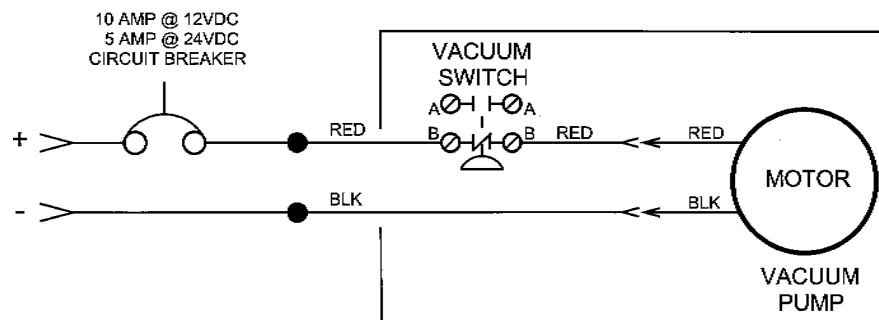 10 AMP @ 12VDC
5 AMP @ 24VDC
CIRCUIT BREAKER
VACUUM
SWITCH
A A
+ RED B B RED RED
MOTOR
- BLK BLK
VACUUM
PUMP